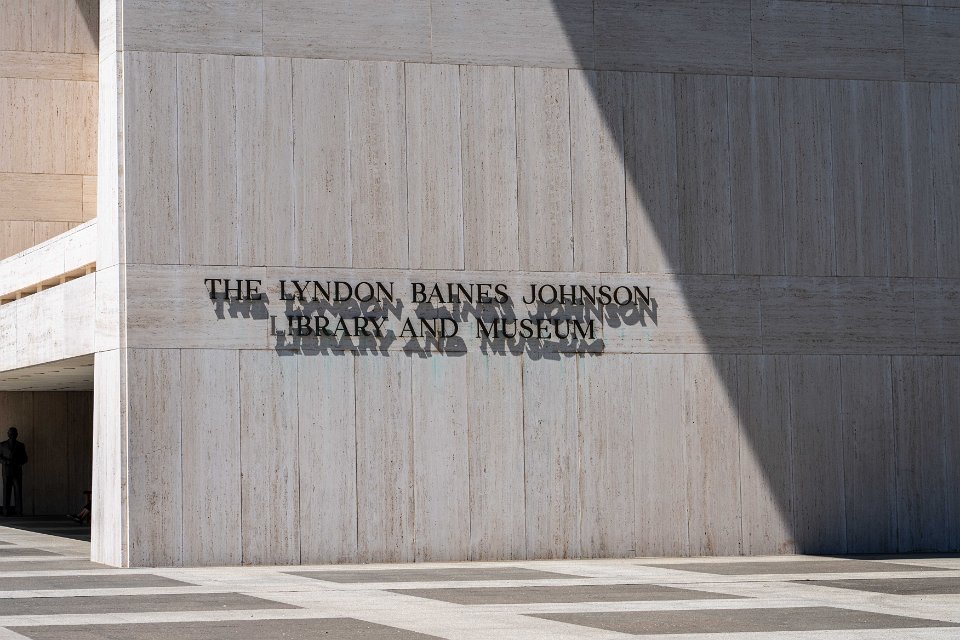 THE LYNDON BAINES JOHNSON
LIBRARY AND MUSEUM